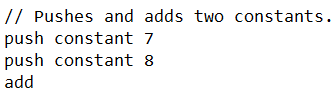 // Pushes and adds two constants.
push constant 7
push constant 8
add